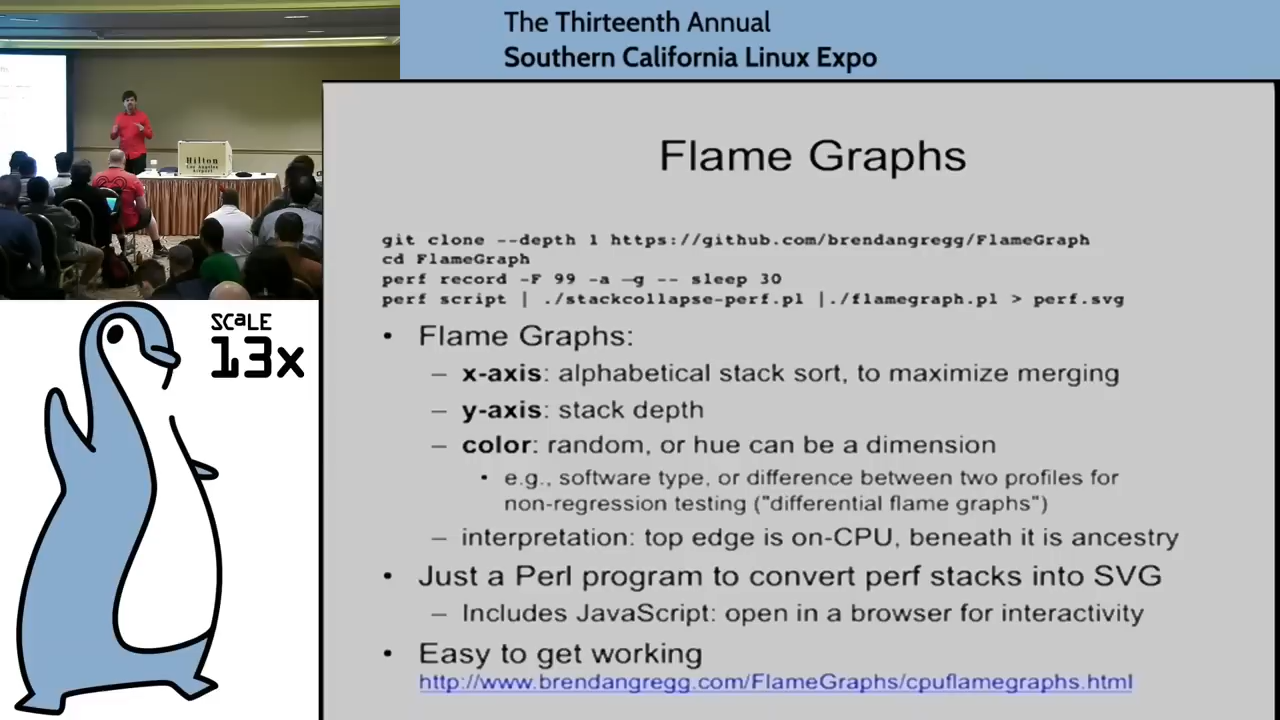 The Thirteenth Annual
Southern California Linux Expo
Hilton
Los Angeles
Airport
SCaLE
13x
Flame Graphs
git clone --depth 1 https://github.com/brendangregg/FlameGraph
cd FlameGraph
perf record -F 99 -a –g -- sleep 30
perf script | ./stackcollapse-perf.pl |./flamegraph.pl > perf.svg
• Flame Graphs:
– x-axis: alphabetical stack sort, to maximize merging
– y-axis: stack depth
– color: random, or hue can be a dimension
• e.g., software type, or difference between two profiles for
non-regression testing ("differential flame graphs")
– interpretation: top edge is on-CPU, beneath it is ancestry
• Just a Perl program to convert perf stacks into SVG
– Includes JavaScript: open in a browser for interactivity
• Easy to get working
http://www.brendangregg.com/FlameGraphs/cpuflamegraphs.html